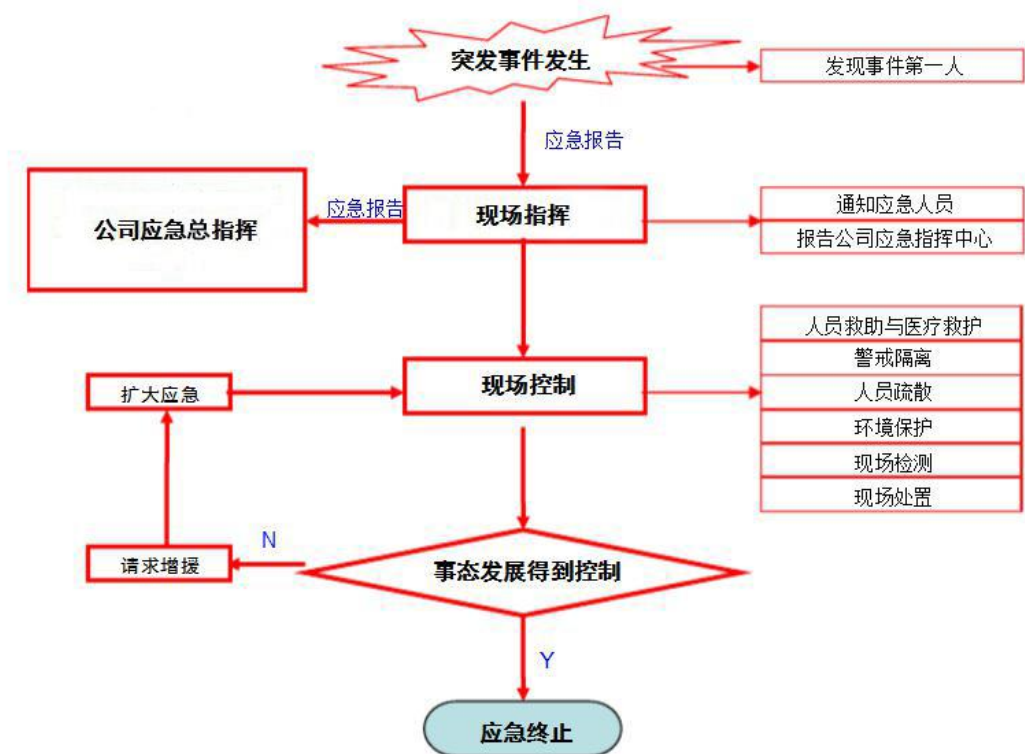 突发事件发生
发现事件第一人
应急报告
公司应急总指挥
应急报告
现场指挥
通知应急人员
报告公司应急指挥中心
人员救助与医疗救护
警戒隔离
扩大应急
现场控制
人员疏散
环境保护
现场检测
现场处置
N
请求增援
事态发展得到控制
Y
应急终止